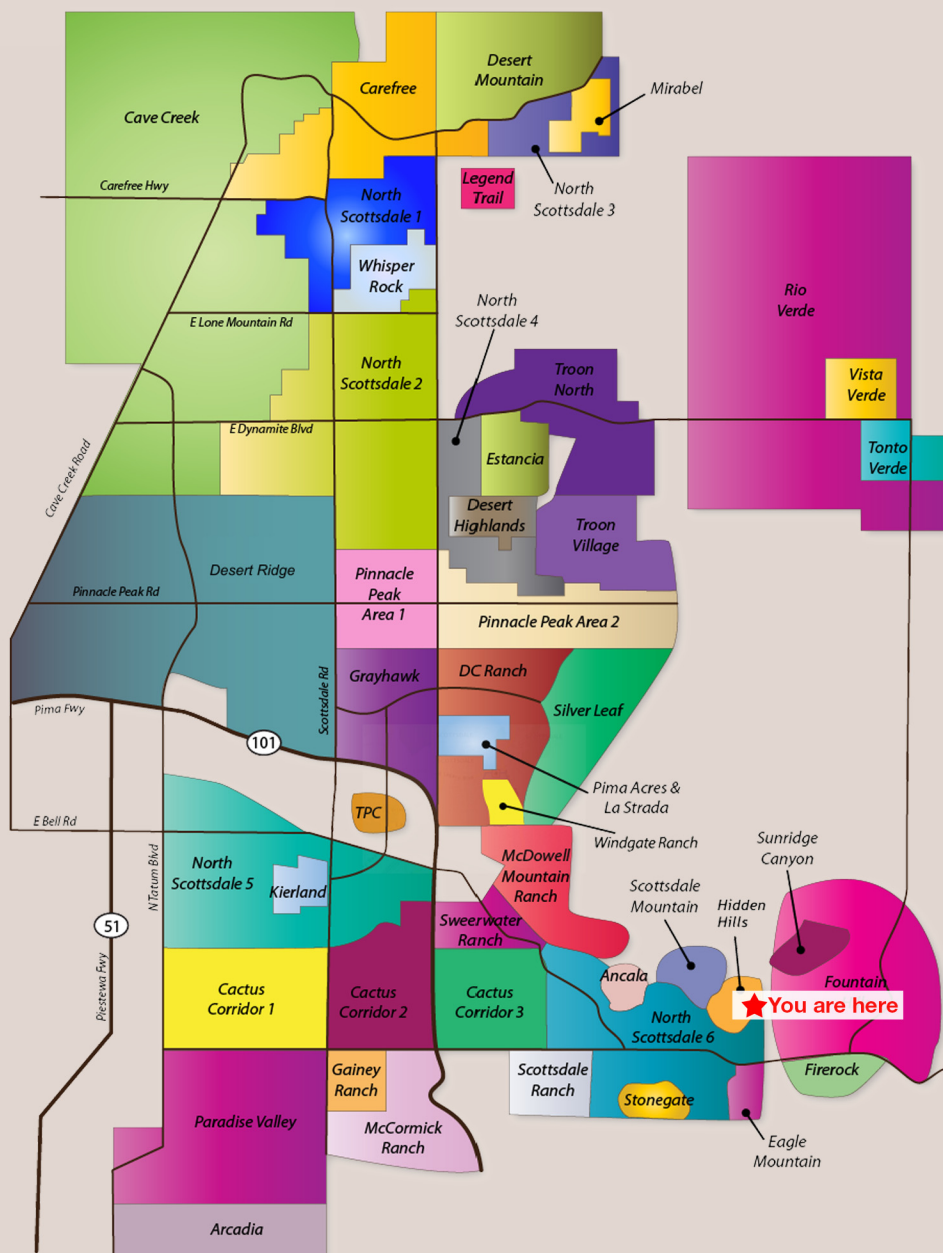 Desert
Mountain
Carefree
Mirabel
Cave Creek
Carefree Hwy
Legend
Trail
North
Scottsdale 3
North
Scottsdale 1
Whisper
Rock
Rio
Verde
North
Scottsdale 4
E Lone Mountain Rd
North
Scottsdale 2
Troon
North
Vista
Verde
E Dynamite Blvd
Tonto
Verde
Estancia
Cave Creek Road
Desert
Highlands
Troon
Village
Desert Ridge
Pinnacle
Peak
Area 1
Pinnacle Peak Rd
Pinnacle Peak Area 2
Grayhawk
DC Ranch
Scottsdale Rd
Silver Leaf
Pima Fwy
101
Pima Acres &
La Strada
TPC
Windgate Ranch
E Bell Rd
Sunridge
Canyon
McDowell
Mountain
Ranch
N Tatum Blvd
North
Scottsdale 5
Kierland
Scottsdale
Mountain
Hidden
Hills
51
Sweerwater
Ranch
Piestewa Fwy
Ancala
Fountain
You are here
Cactus
Corridor 1
Cactus
Corridor 2
Cactus
Corridor 3
North
Scottsdale 6
Gainey
Ranch
Scottsdale
Ranch
Firerock
Stonegate
Paradise Valley
McCormick
Ranch
Eagle
Mountain
Arcadia